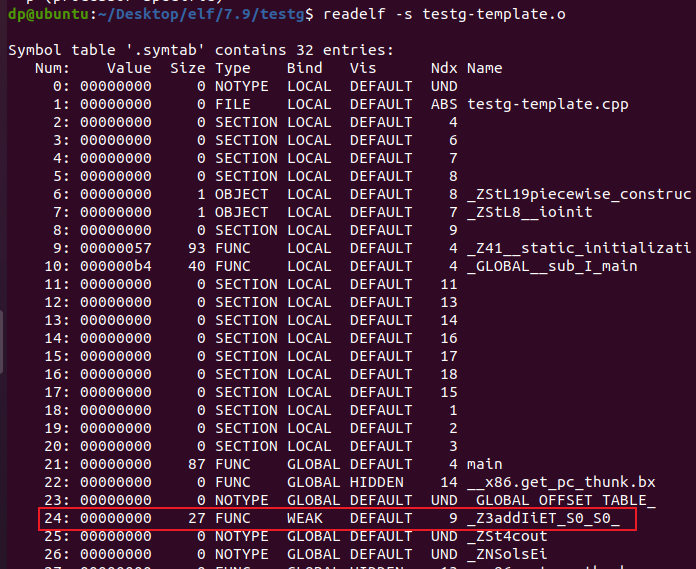 dp@ubuntu:~/Desktop/elf/7.9/testg$ readelf -s testg-template.o
Symbol table '.symtab' contains 32 entries:
Num: Value Size Type Bind Vis Ndx Name
0: 00000000 0 NOTYPE LOCAL DEFAULT UND
1: 00000000 0 FILE LOCAL DEFAULT ABS testg-template.cpp
2: 00000000 0 SECTION LOCAL DEFAULT 4
3: 00000000 0 SECTION LOCAL DEFAULT 6
4: 00000000 0 SECTION LOCAL DEFAULT 7
5: 00000000 0 SECTION LOCAL DEFAULT 8
6: 00000000 1 OBJECT LOCAL DEFAULT 8 _ZStL19piecewise_construc
7: 00000000 1 OBJECT LOCAL DEFAULT 7 _ZStL8__ioinit
8: 00000000 0 SECTION LOCAL DEFAULT 9
9: 00000057 93 FUNC LOCAL DEFAULT 4 _Z41__static_initializati
10: 000000b4 40 FUNC LOCAL DEFAULT 4 _GLOBAL__sub_I_main
11: 00000000 0 SECTION LOCAL DEFAULT 11
12: 00000000 0 SECTION LOCAL DEFAULT 13
13: 00000000 0 SECTION LOCAL DEFAULT 14
14: 00000000 0 SECTION LOCAL DEFAULT 16
15: 00000000 0 SECTION LOCAL DEFAULT 17
16: 00000000 0 SECTION LOCAL DEFAULT 18
17: 00000000 0 SECTION LOCAL DEFAULT 15
18: 00000000 0 SECTION LOCAL DEFAULT 1
19: 00000000 0 SECTION LOCAL DEFAULT 2
20: 00000000 0 SECTION LOCAL DEFAULT 3
21: 00000000 87 FUNC GLOBAL DEFAULT 4 main
22: 00000000 0 FUNC GLOBAL HIDDEN 14 __x86.get_pc_thunk.bx
23: 00000000 0 NOTYPE GLOBAL DEFAULT UND _GLOBAL_OFFSET_TABLE_
24: 00000000 27 FUNC WEAK DEFAULT 9 _Z3addIiET_S0_S0_
25: 00000000 0 NOTYPE GLOBAL DEFAULT UND _ZSt4cout
26: 00000000 0 NOTYPE GLOBAL DEFAULT UND _ZNSolsEi